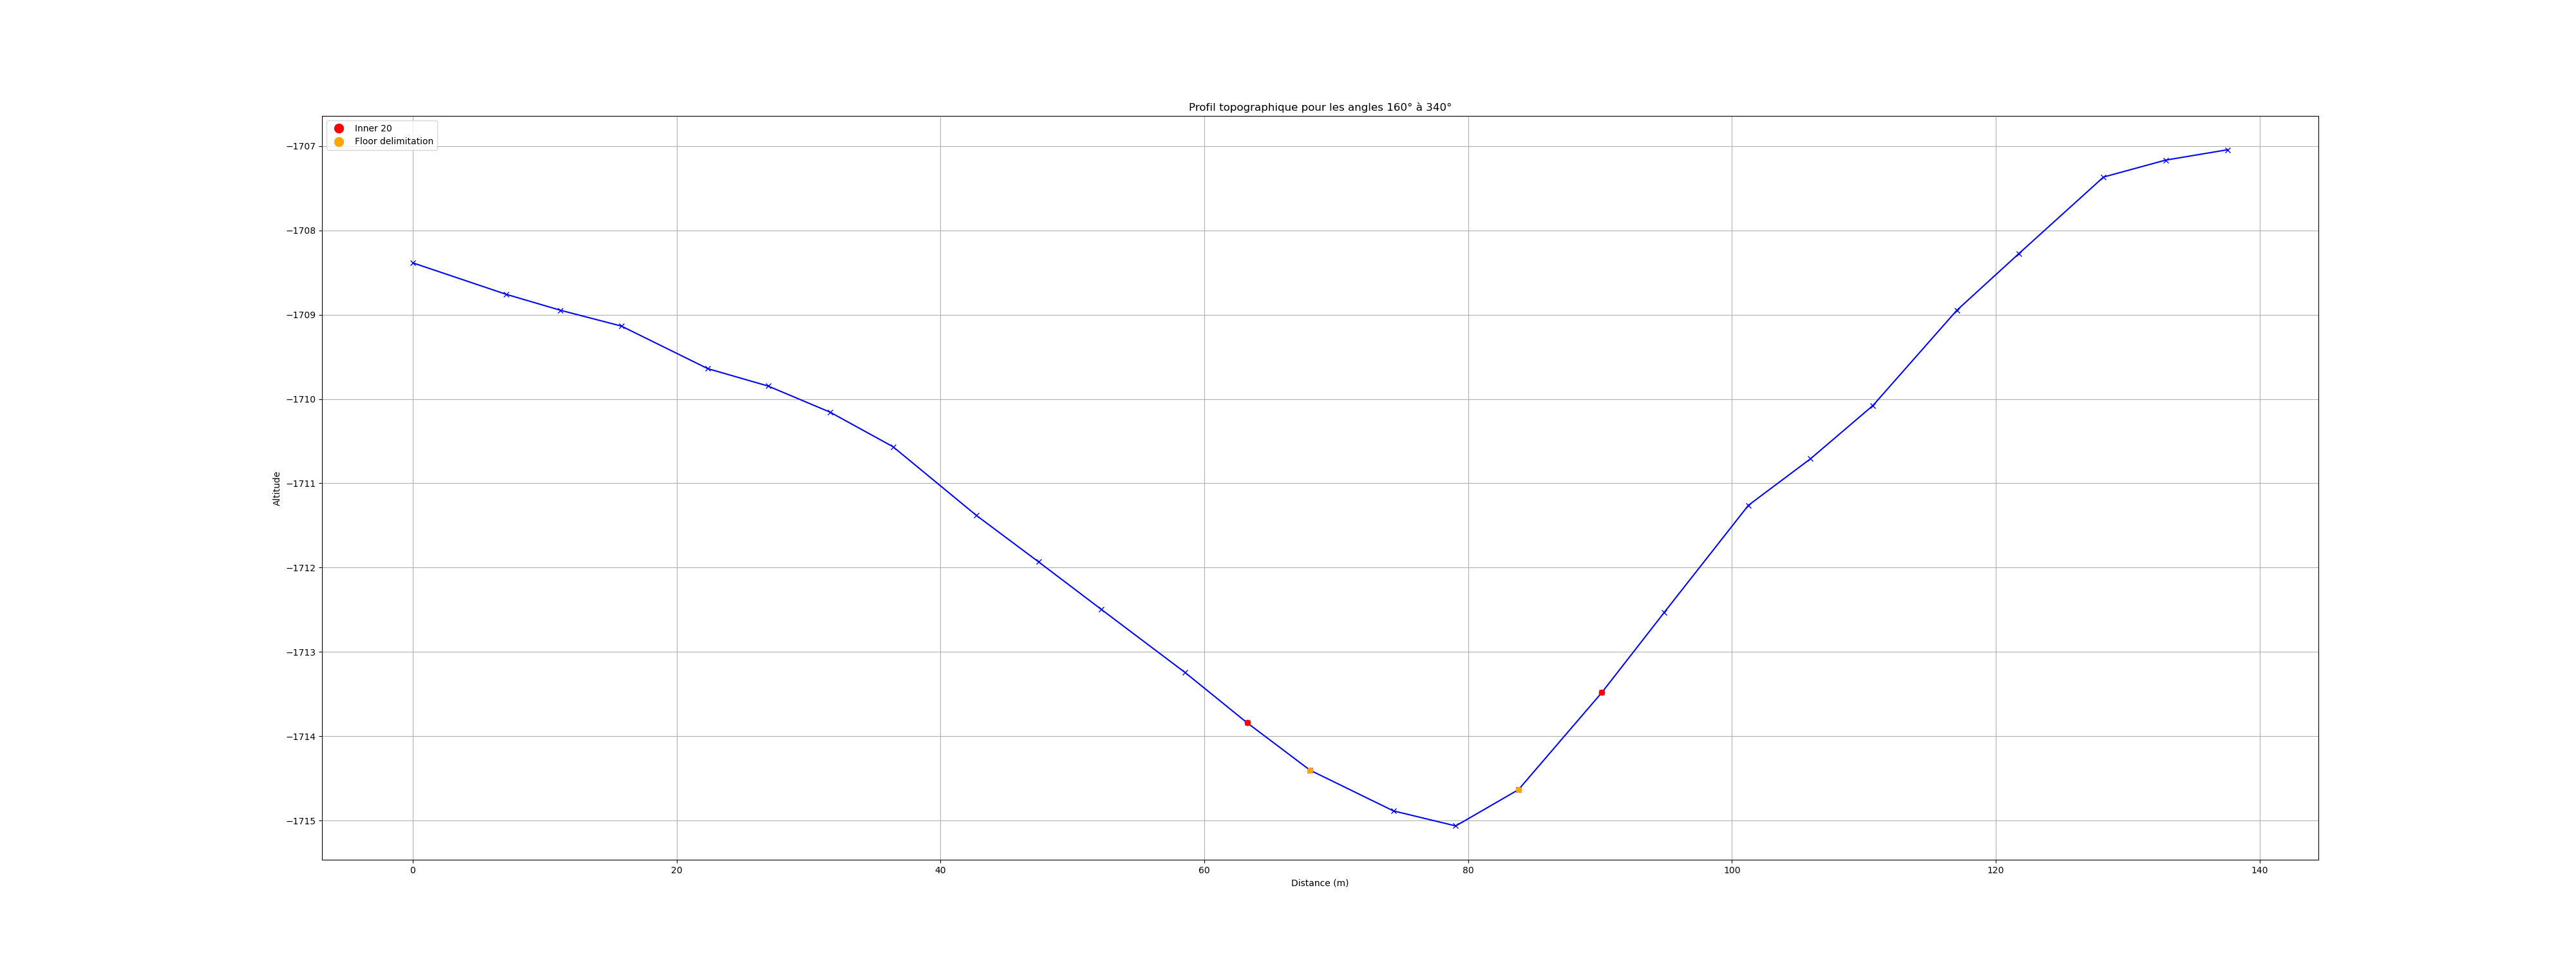 Profil topographique pour les angles 160° à 340°
Inner 20
Floor delimitation
−1707
−1708
−1709
−1710
−1711
−1712
−1713
−1714
−1715
Altitude
0 20 40 60 80 100 120 140
Distance (m)